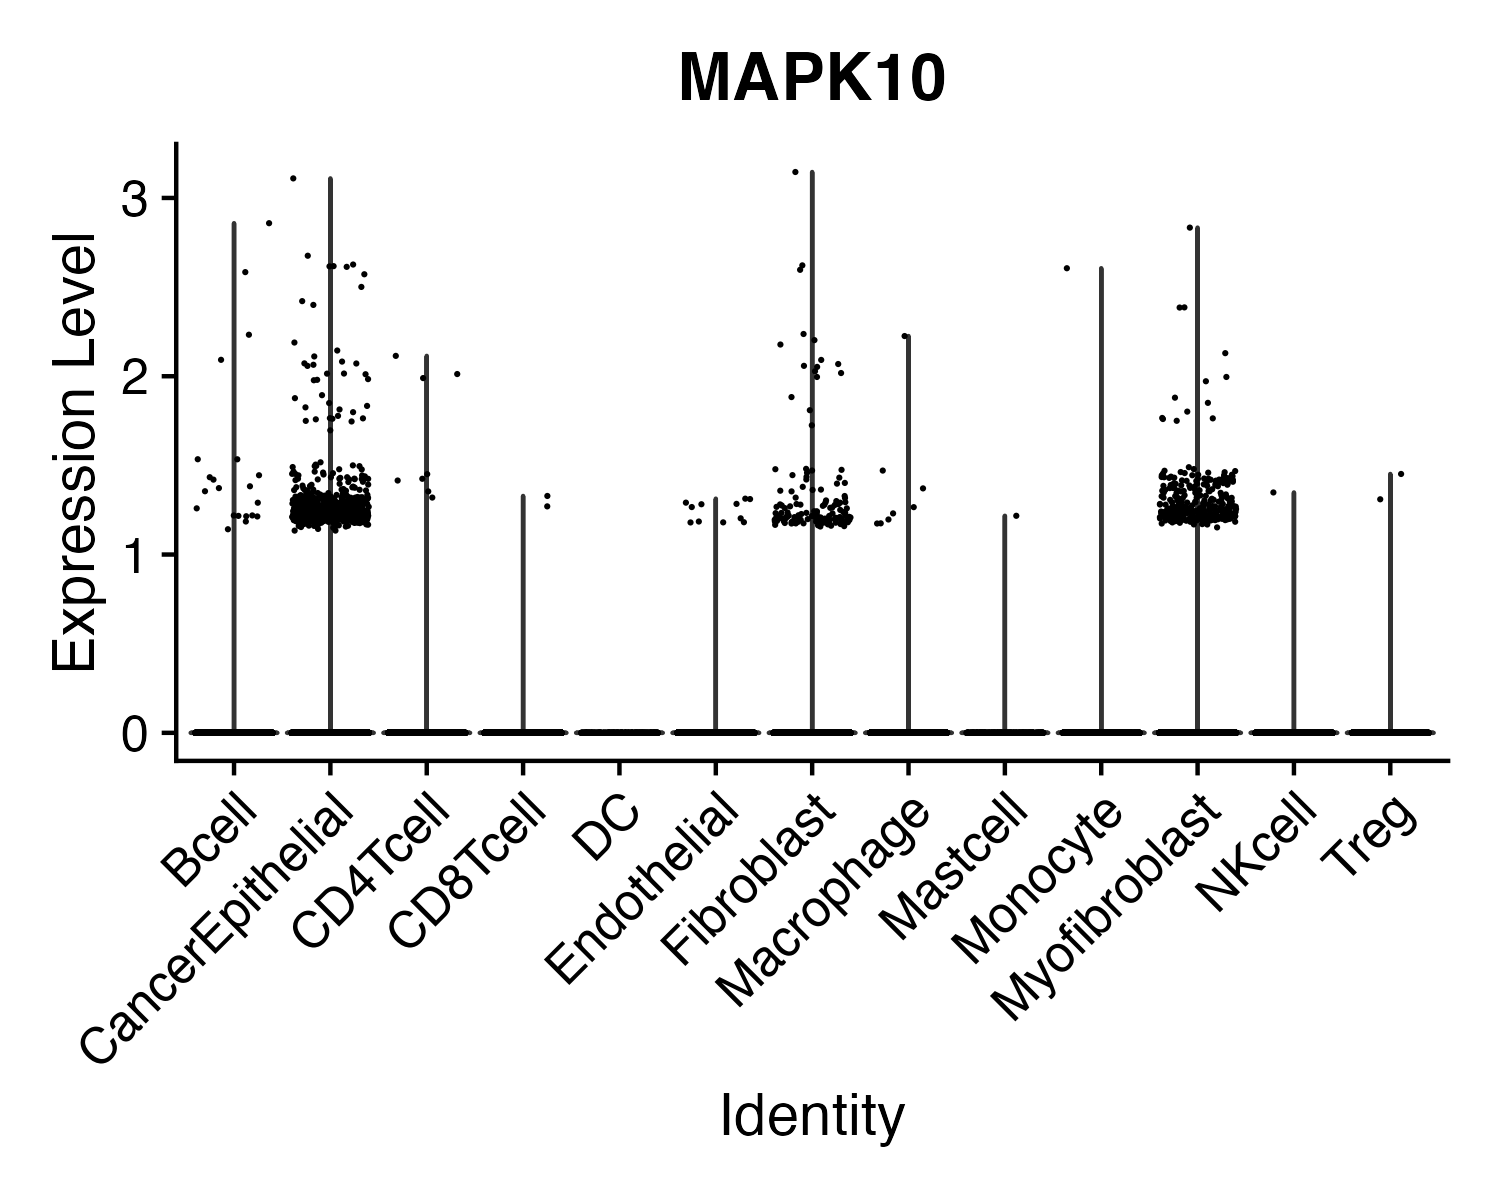 MAPK10
Expression Level
3
2
1
0
Bcell
CancerEpithelial
CD4Tcell
CD8Tcell
DC
Endothelial
Fibroblast
Macrophage
Mastcell
Monocyte
Myofibroblast
NKcell
Treg
Identity